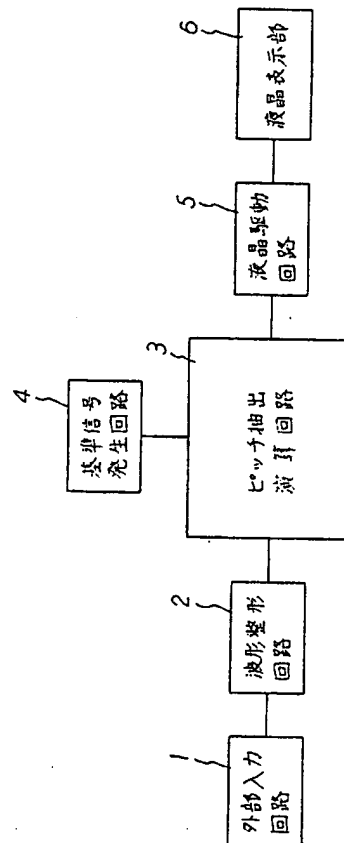 1
外部入力
回路
2
波形整形
回路
3
ピッチ抽出
演算回路
4
基準信号
発生回路
5
液晶駆動
回路
6
液晶表示部